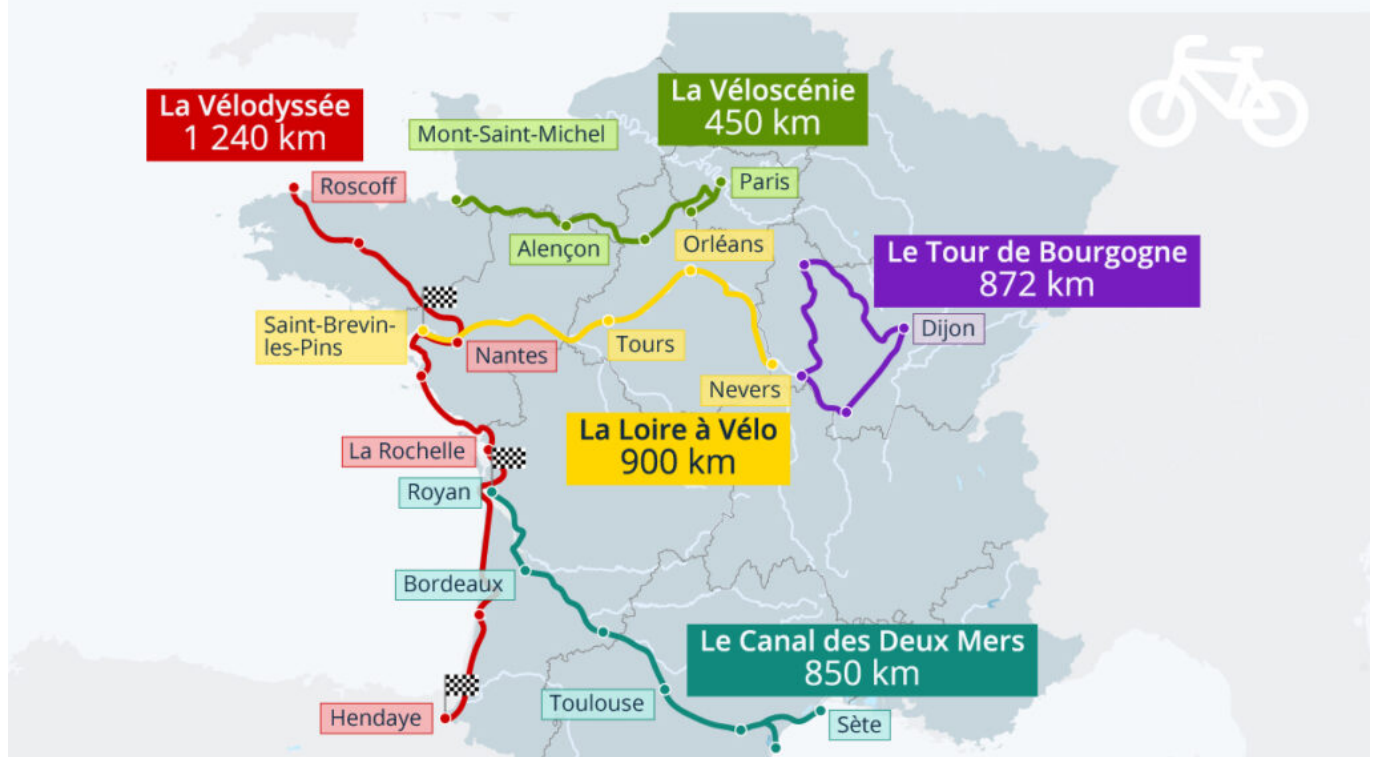 La Vélodyssée
1 240 km
La Véloscénie
450 km
Mont-Saint-Michel
Roscoff
Paris
Alençon
Orléans
Le Tour de Bourgogne
872 km
Saint-Brevin-
les-Pins
Dijon
Tours
Nantes
Nevers
La Loire à Vélo
900 km
La Rochelle
Royan
Bordeaux
Le Canal des Deux Mers
850 km
Toulouse
Hendaye
Sète